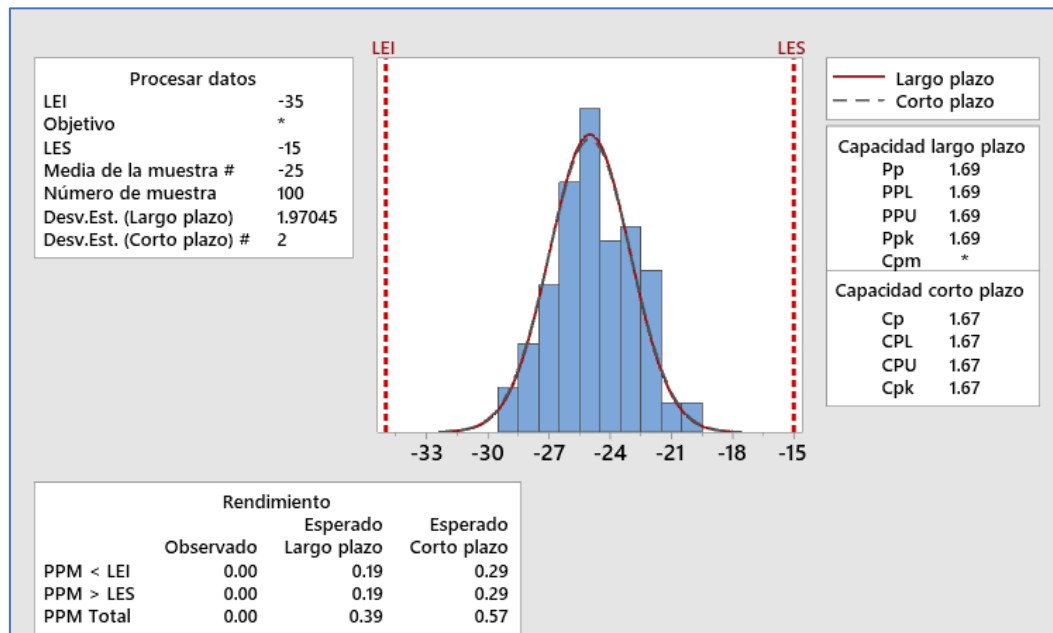 LEI
LES
Procesar datos
LEI -35
Objetivo *
LES -15
Media de la muestra # -25
Número de muestra 100
Desv.Est. (Largo plazo) 1.97045
Desv.Est. (Corto plazo) # 2
Largo plazo
Corto plazo
Capacidad largo plazo
Pp 1.69
PPL 1.69
PPU 1.69
Ppk 1.69
Cpm *
Capacidad corto plazo
Cp 1.67
CPL 1.67
CPU 1.67
Cpk 1.67
-33 -30 -27 -24 -21 -18 -15
Rendimiento
Esperado Esperado
Observado Largo plazo Corto plazo
PPM < LEI 0.00 0.19 0.29
PPM > LES 0.00 0.19 0.29
PPM Total 0.00 0.39 0.57